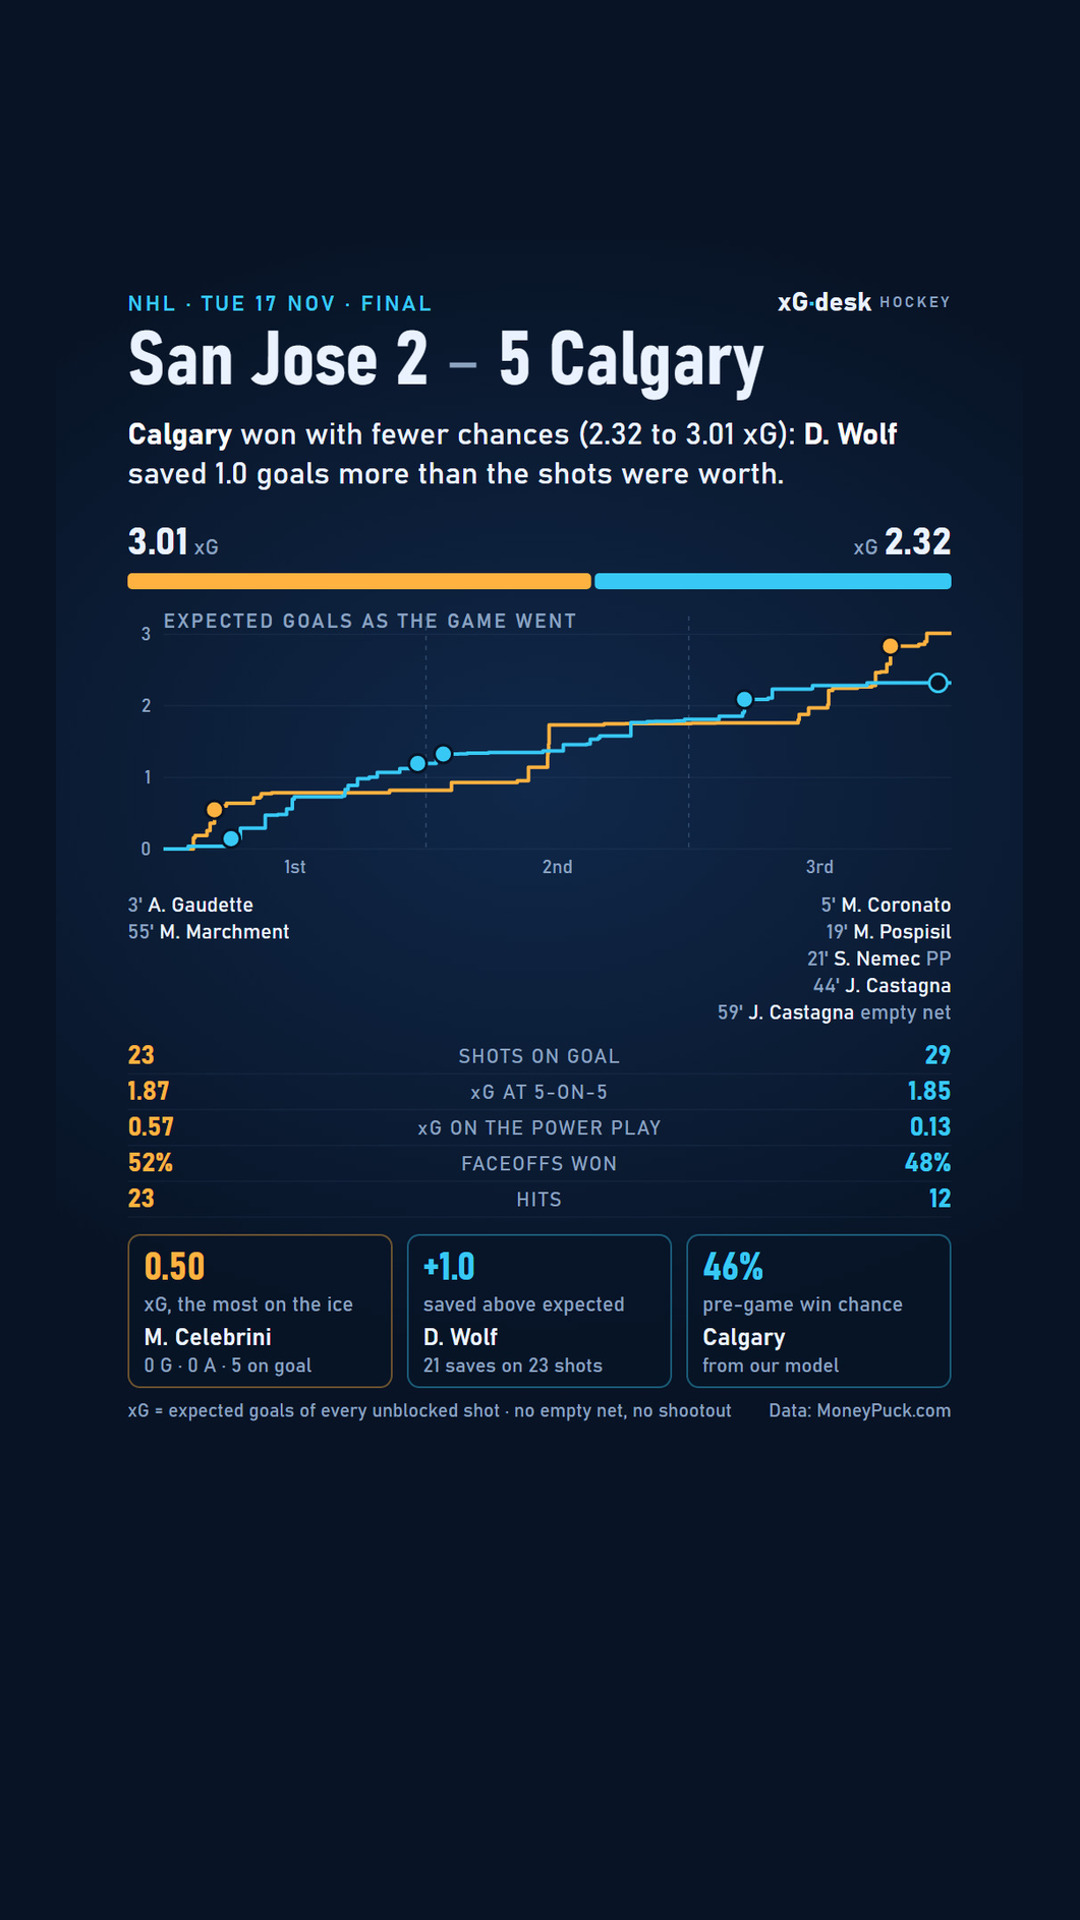 NHL · TUE 17 NOV · FINAL
xG·desk HOCKEY
San Jose 2 – 5 Calgary
Calgary won with fewer chances (2.32 to 3.01 xG): D. Wolf
saved 1.0 goals more than the shots were worth.
3.01 xG
xG 2.32
EXPECTED GOALS AS THE GAME WENT
3
2
1
0
1st 2nd 3rd
3' A. Gaudette
55' M. Marchment
5' M. Coronato
19' M. Pospisil
21' S. Nemec PP
44' J. Castagna
59' J. Castagna empty net
23 SHOTS ON GOAL 29
1.87 xG AT 5-ON-5 1.85
0.57 xG ON THE POWER PLAY 0.13
52% FACEOFFS WON 48%
23 HITS 12
0.50
xG, the most on the ice
M. Celebrini
0 G · 0 A · 5 on goal
+1.0
saved above expected
D. Wolf
21 saves on 23 shots
46%
pre-game win chance
Calgary
from our model
xG = expected goals of every unblocked shot · no empty net, no shootout
Data: MoneyPuck.com